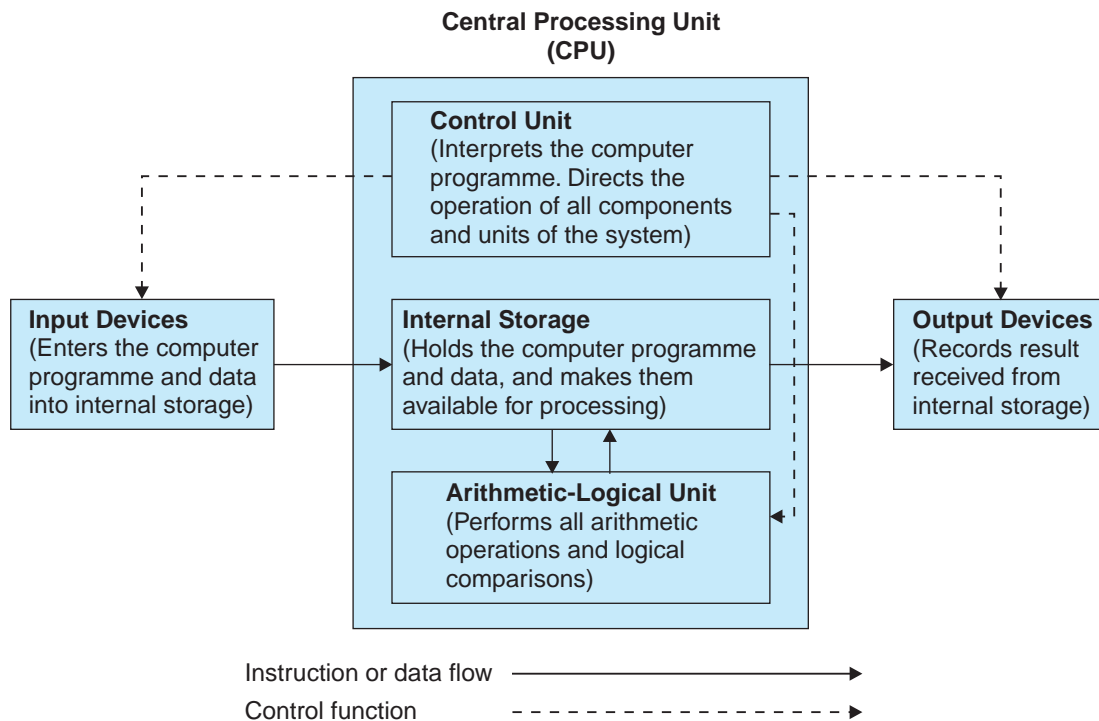 Central Processing Unit
(CPU)
Control Unit
(Interprets the computer
programme. Directs the
operation of all components
and units of the system)
Input Devices
(Enters the computer
programme and data
into internal storage)
Internal Storage
(Holds the computer programme
and data, and makes them
available for processing)
Output Devices
(Records result
received from
internal storage)
Arithmetic-Logical Unit
(Performs all arithmetic
operations and logical
comparisons)
Instruction or data flow
Control function